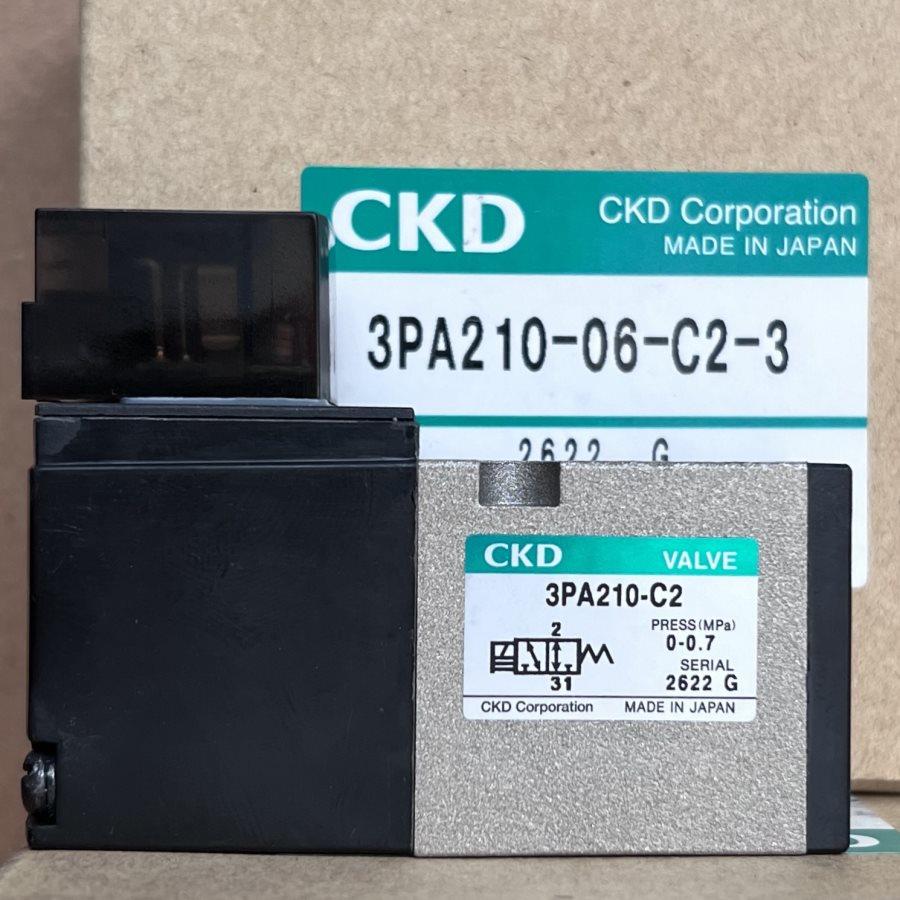 CKD
CKD Corporation
MADE IN JAPAN
3PA210-06-C2-3
2622 G
CKD VALVE
3PA210-C2
2
31
PRESS(MPa)
0-0.7
SERIAL
2622 G
CKD Corporation MADE IN JAPAN